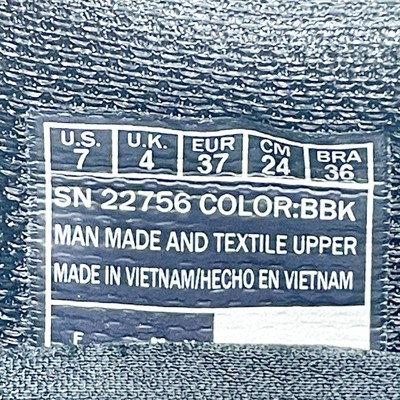 U.S. U.K. EUR CM BRA
7 4 37 24 36
SN 22756 COLOR:BBK
MAN MADE AND TEXTILE UPPER
MADE IN VIETNAM/HECHO EN VIETNAM